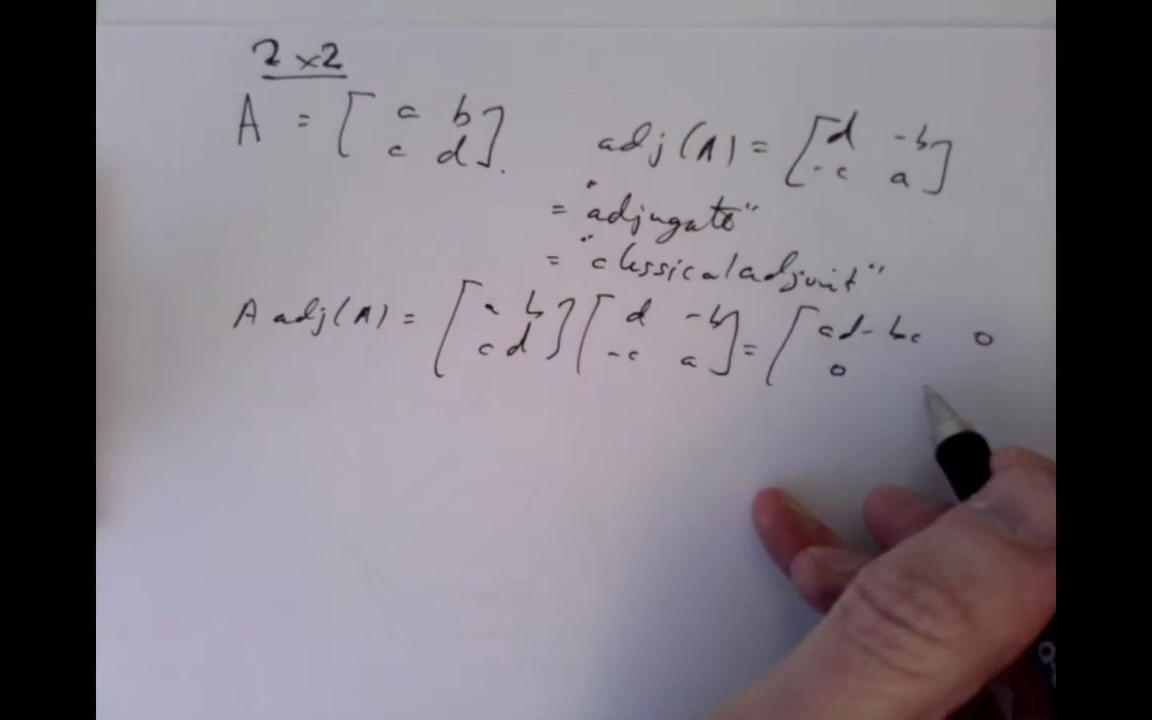 2 × 2
A = [ a b
c d ]. adj(A) = [ d -b
-c a ]
= "adjugate"
= "classical adjoint"
A adj(A) = [ a b
c d ] [ d -b
-c a ] = [ ad - bc 0
0